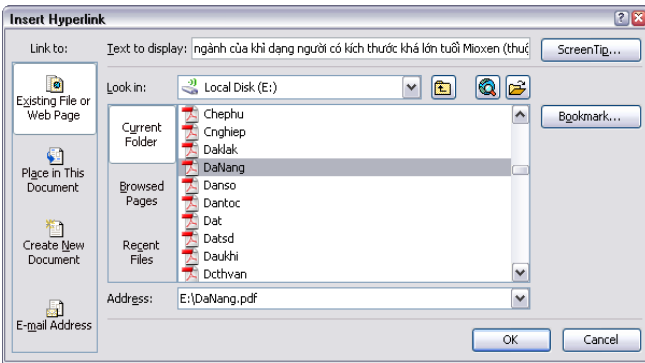 Insert Hyperlink
Link to:
Text to display: ngành của khỉ dạng người có kích thước khá lớn tuổi Mioxen (thuộ
ScreenTip...
Existing File or
Web Page
Look in: Local Disk (E:)
Current
Folder
Browsed
Pages
Recent
Files
Chephu
Cnghiep
Daklak
DaNang
Danso
Dantoc
Dat
Datsd
Daukhi
Dcthvan
Bookmark...
Place in This
Document
Create New
Document
E-mail Address
Address: E:\DaNang.pdf
OK
Cancel